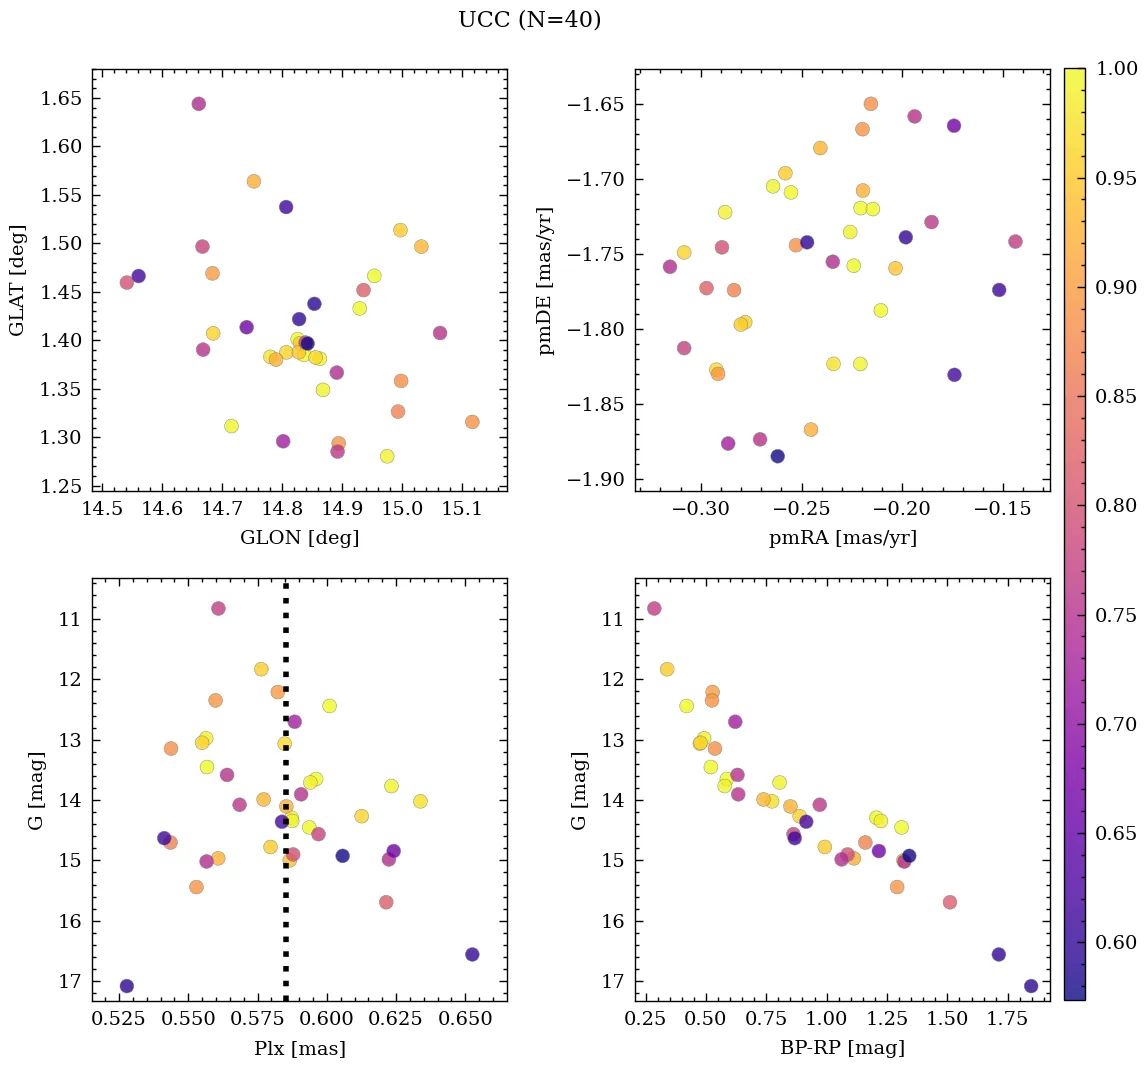 UCC (N=40)
1.65
1.60
1.55
1.50
1.45
1.40
1.35
1.30
1.25
GLAT [deg]
14.5 14.6 14.7 14.8 14.9 15.0 15.1
GLON [deg]
−1.65
−1.70
−1.75
−1.80
−1.85
−1.90
pmDE [mas/yr]
−0.30 −0.25 −0.20 −0.15
pmRA [mas/yr]
1.00
0.95
0.90
0.85
0.80
0.75
0.70
0.65
0.60
11
12
13
14
15
16
17
G [mag]
0.525 0.550 0.575 0.600 0.625 0.650
Plx [mas]
11
12
13
14
15
16
17
G [mag]
0.25 0.50 0.75 1.00 1.25 1.50 1.75
BP-RP [mag]